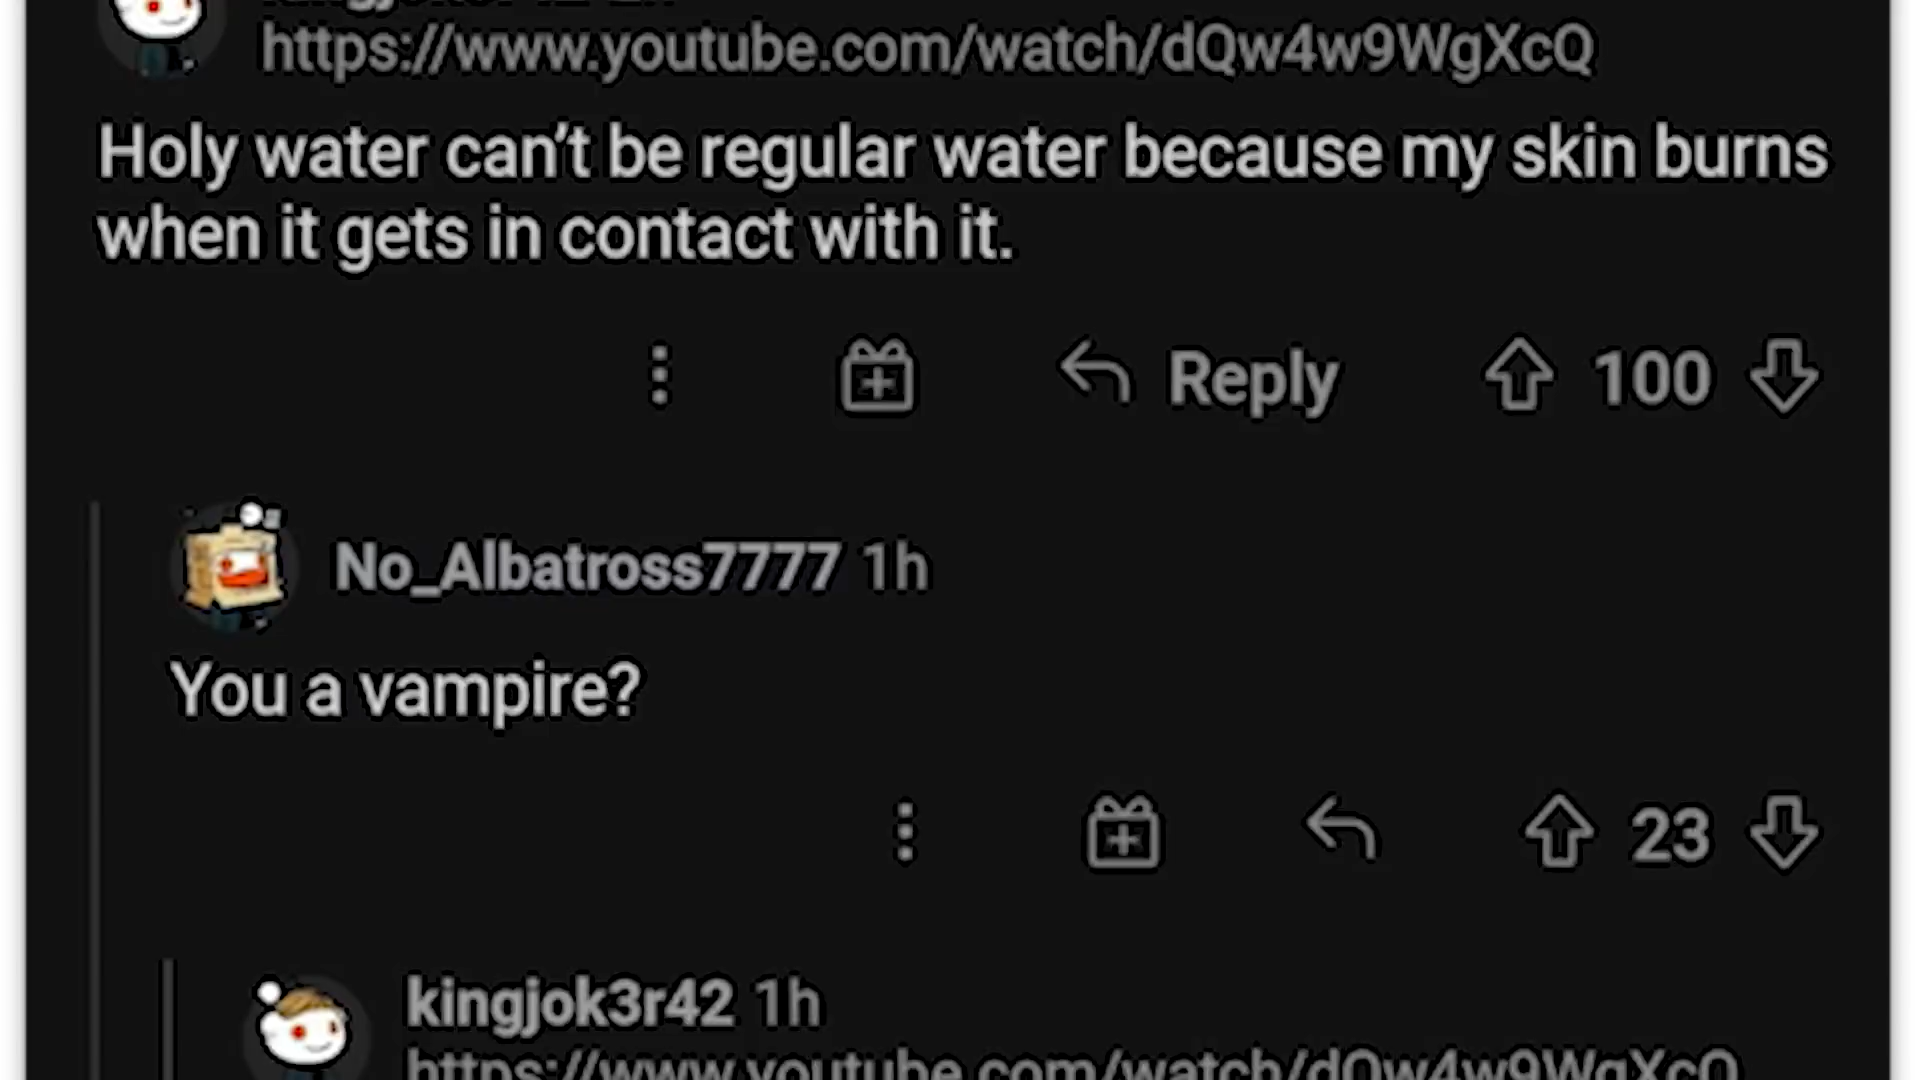 https://www.youtube.com/watch/dQw4w9WgXcQ
Holy water can't be regular water because my skin burns
when it gets in contact with it.
Reply 100
No_Albatross7777 1h
You a vampire?
23
kingjok3r42 1h
https://www.youtube.com/watch/dQw4w9WgXcQ